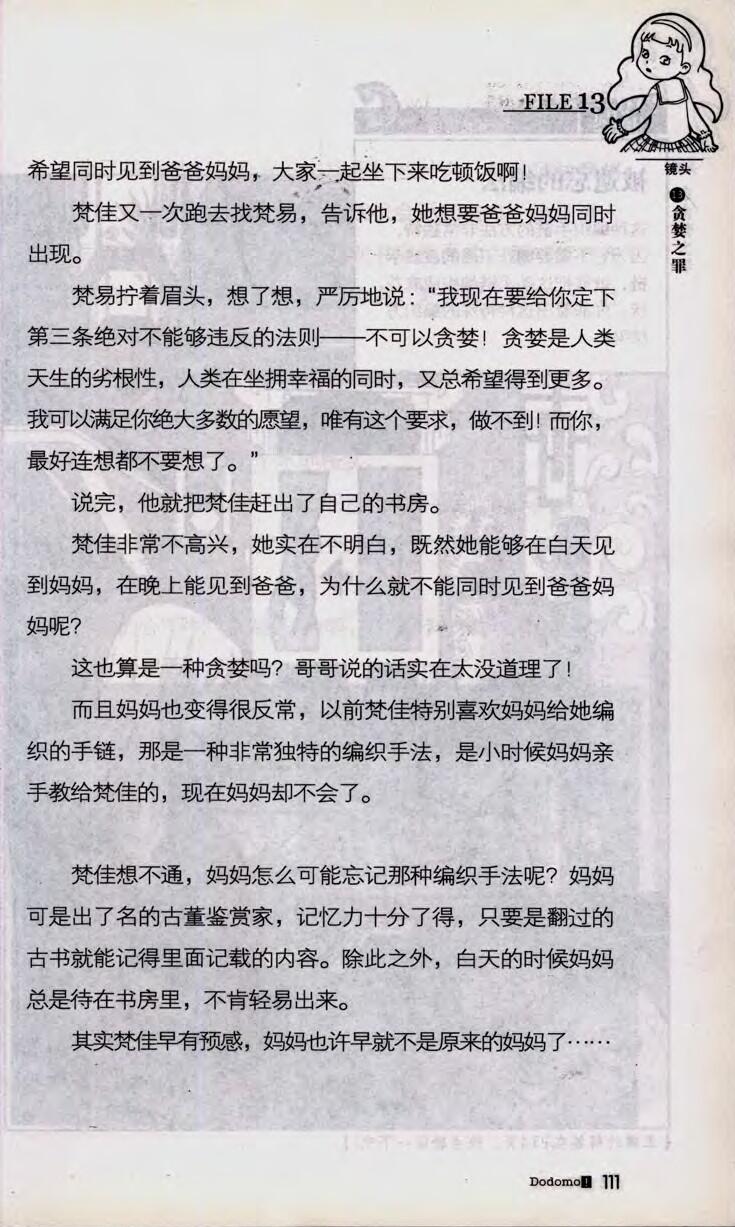 FILE 13
镜头
⓭贪婪之罪
希望同时见到爸爸妈妈，大家一起坐下来吃顿饭啊！
梵佳又一次跑去找梵易，告诉他，她想要爸爸妈妈同时
出现。
梵易拧着眉头，想了想，严厉地说：“我现在要给你定下
第三条绝对不能够违反的法则——不可以贪婪！贪婪是人类
天生的劣根性，人类在坐拥幸福的同时，又总希望得到更多。
我可以满足你绝大多数的愿望，唯有这个要求，做不到！而你，
最好连想都不要想了。”
说完，他就把梵佳赶出了自己的书房。
梵佳非常不高兴，她实在不明白，既然她能够在白天见
到妈妈，在晚上能见到爸爸，为什么就不能同时见到爸爸妈
妈呢？
这也算是一种贪婪吗？哥哥说的话实在太没道理了！
而且妈妈也变得很反常，以前梵佳特别喜欢妈妈给她编
织的手链，那是一种非常独特的编织手法，是小时候妈妈亲
手教给梵佳的，现在妈妈却不会了。
梵佳想不通，妈妈怎么可能忘记那种编织手法呢？妈妈
可是出了名的古董鉴赏家，记忆力十分了得，只要是翻过的
古书就能记得里面记载的内容。除此之外，白天的时候妈妈
总是待在书房里，不肯轻易出来。
其实梵佳早有预感，妈妈也许早就不是原来的妈妈了……
Dodomo! 111